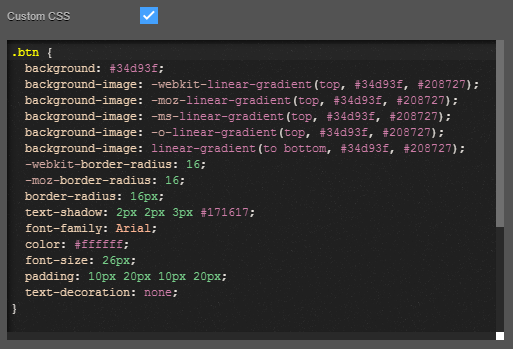 Custom CSS
.btn {
background: #34d93f;
background-image: -webkit-linear-gradient(top, #34d93f, #208727);
background-image: -moz-linear-gradient(top, #34d93f, #208727);
background-image: -ms-linear-gradient(top, #34d93f, #208727);
background-image: -o-linear-gradient(top, #34d93f, #208727);
background-image: linear-gradient(to bottom, #34d93f, #208727);
-webkit-border-radius: 16;
-moz-border-radius: 16;
border-radius: 16px;
text-shadow: 2px 2px 3px #171617;
font-family: Arial;
color: #ffffff;
font-size: 26px;
padding: 10px 20px 10px 20px;
text-decoration: none;
}